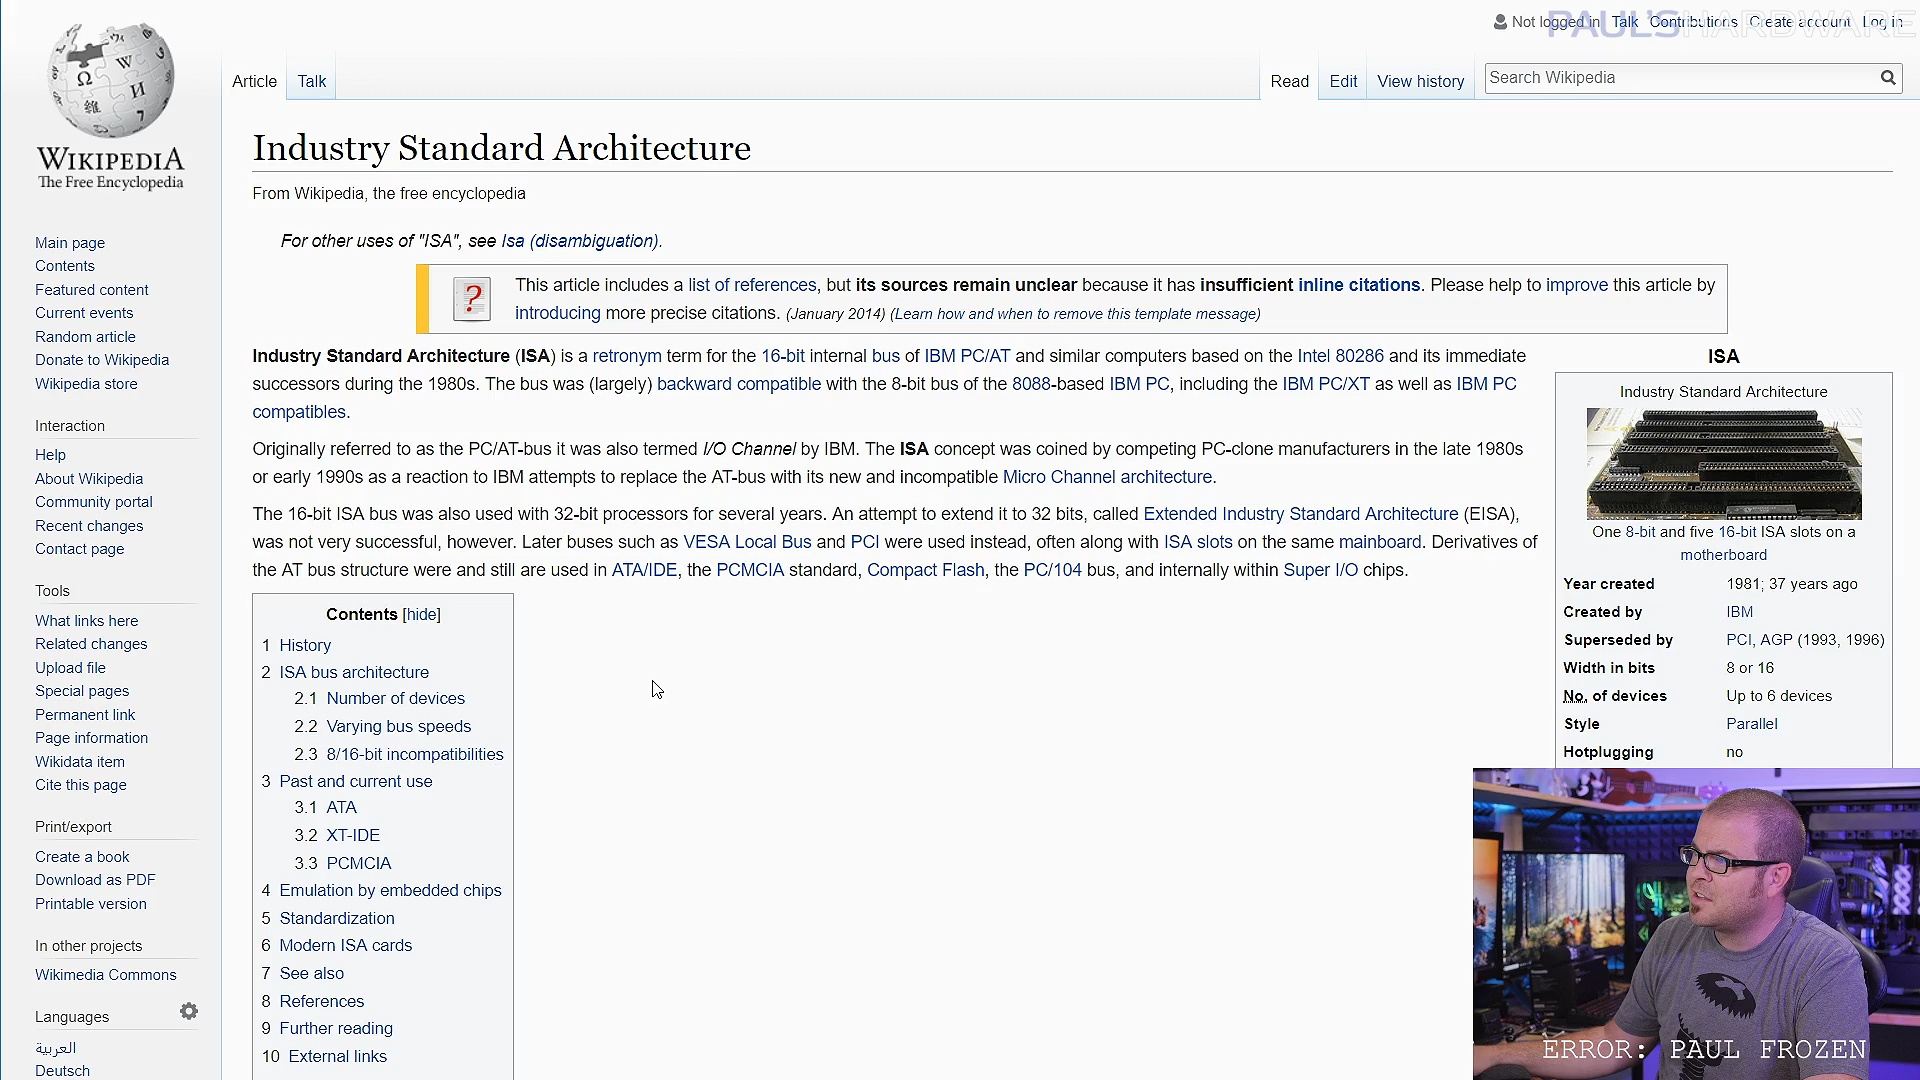 PAUL'S HARDWARE
Not logged in Talk Contributions Create account Log in
Article Talk
Read Edit View history
Search Wikipedia
WIKIPEDIA
The Free Encyclopedia
Main page
Contents
Featured content
Current events
Random article
Donate to Wikipedia
Wikipedia store
Interaction
Help
About Wikipedia
Community portal
Recent changes
Contact page
Tools
What links here
Related changes
Upload file
Special pages
Permanent link
Page information
Wikidata item
Cite this page
Print/export
Create a book
Download as PDF
Printable version
In other projects
Wikimedia Commons
Languages
العربية
Deutsch
Industry Standard Architecture
From Wikipedia, the free encyclopedia
For other uses of "ISA", see Isa (disambiguation).
This article includes a list of references, but its sources remain unclear because it has insufficient inline citations. Please help to improve this article by
introducing more precise citations. (January 2014) (Learn how and when to remove this template message)
Industry Standard Architecture (ISA) is a retronym term for the 16-bit internal bus of IBM PC/AT and similar computers based on the Intel 80286 and its immediate
successors during the 1980s. The bus was (largely) backward compatible with the 8-bit bus of the 8088-based IBM PC, including the IBM PC/XT as well as IBM PC
compatibles.
Originally referred to as the PC/AT-bus it was also termed I/O Channel by IBM. The ISA concept was coined by competing PC-clone manufacturers in the late 1980s
or early 1990s as a reaction to IBM attempts to replace the AT-bus with its new and incompatible Micro Channel architecture.
The 16-bit ISA bus was also used with 32-bit processors for several years. An attempt to extend it to 32 bits, called Extended Industry Standard Architecture (EISA),
was not very successful, however. Later buses such as VESA Local Bus and PCI were used instead, often along with ISA slots on the same mainboard. Derivatives of
the AT bus structure were and still are used in ATA/IDE, the PCMCIA standard, Compact Flash, the PC/104 bus, and internally within Super I/O chips.
Contents [hide]
1 History
2 ISA bus architecture
2.1 Number of devices
2.2 Varying bus speeds
2.3 8/16-bit incompatibilities
3 Past and current use
3.1 ATA
3.2 XT-IDE
3.3 PCMCIA
4 Emulation by embedded chips
5 Standardization
6 Modern ISA cards
7 See also
8 References
9 Further reading
10 External links
ISA
Industry Standard Architecture
One 8-bit and five 16-bit ISA slots on a
motherboard
Year created 1981; 37 years ago
Created by IBM
Superseded by PCI, AGP (1993, 1996)
Width in bits 8 or 16
No. of devices Up to 6 devices
Style Parallel
Hotplugging no
ERROR: PAUL FROZEN